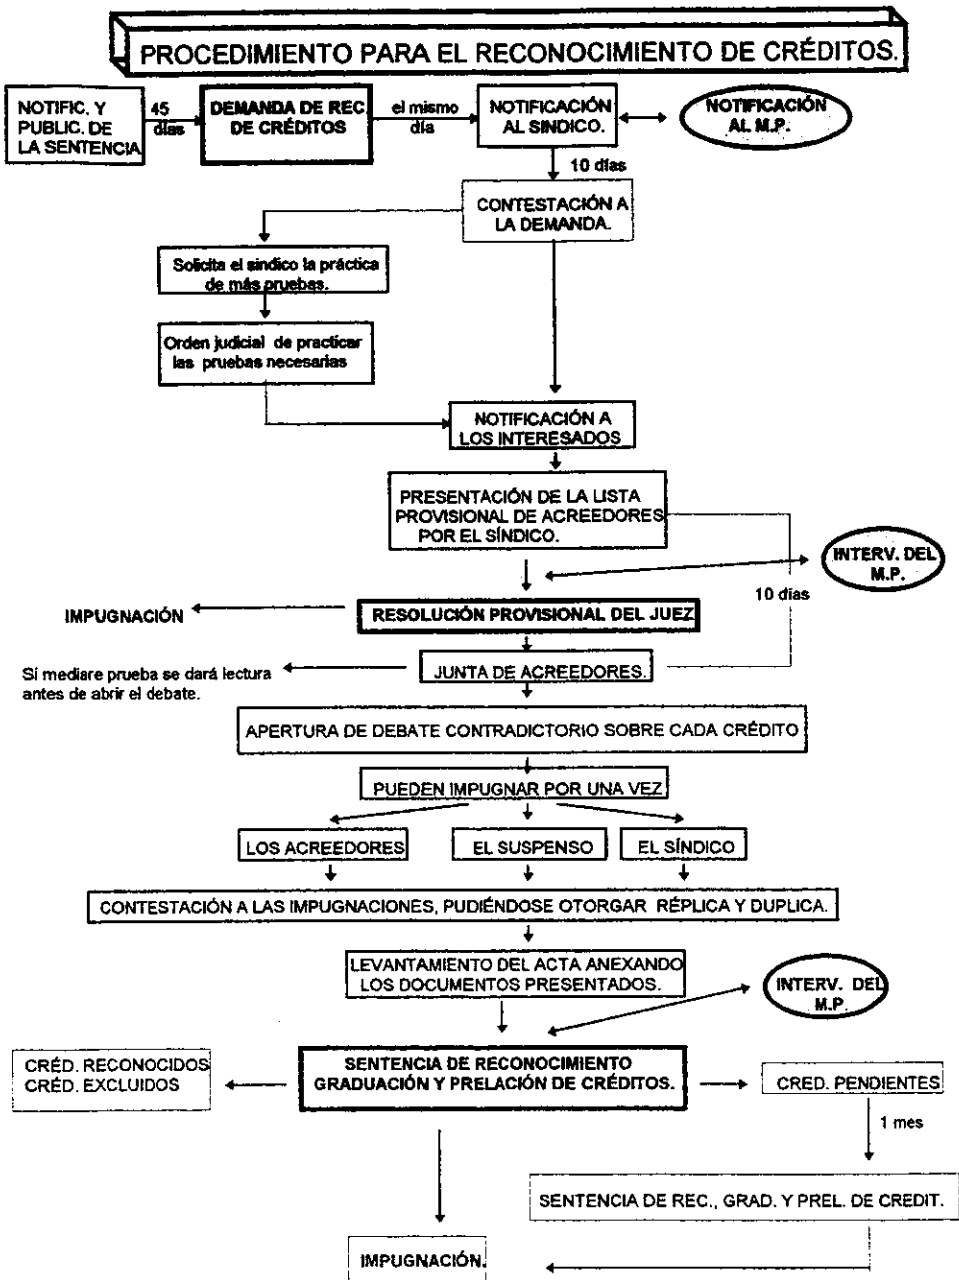 PROCEDIMIENTO PARA EL RECONOCIMIENTO DE CRÉDITOS.
NOTIFIC. Y
PUBLIC. DE
LA SENTENCIA
45
días
DEMANDA DE REC.
DE CRÉDITOS
el mismo
día
NOTIFICACIÓN
AL SINDICO.
NOTIFICACIÓN
AL M.P.
10 días
CONTESTACIÓN A
LA DEMANDA.
Solicita el sindico la práctica
de más pruebas.
Orden judicial de practicar
las pruebas necesarias
NOTIFICACIÓN A
LOS INTERESADOS
PRESENTACIÓN DE LA LISTA
PROVISIONAL DE ACREEDORES
POR EL SÍNDICO.
INTERV. DEL
M.P.
10 dias
IMPUGNACIÓN
RESOLUCIÓN PROVISIONAL DEL JUEZ
Si mediare prueba se dará lectura
antes de abrir el debate.
JUNTA DE ACREEDORES.
APERTURA DE DEBATE CONTRADICTORIO SOBRE CADA CRÉDITO
PUEDEN IMPUGNAR POR UNA VEZ
LOS ACREEDORES
EL SUSPENSO
EL SÍNDICO
CONTESTACIÓN A LAS IMPUGNACIONES, PUDIÉNDOSE OTORGAR RÉPLICA Y DUPLICA.
LEVANTAMIENTO DEL ACTA ANEXANDO
LOS DOCUMENTOS PRESENTADOS.
INTERV. DEL
M.P.
CRÉD. RECONOCIDOS
CRÉD. EXCLUIDOS
SENTENCIA DE RECONOCIMIENTO
GRADUACIÓN Y PRELACIÓN DE CRÉDITOS.
CRED. PENDIENTES
1 mes
SENTENCIA DE REC., GRAD. Y PREL. DE CREDIT.
IMPUGNACIÓN.